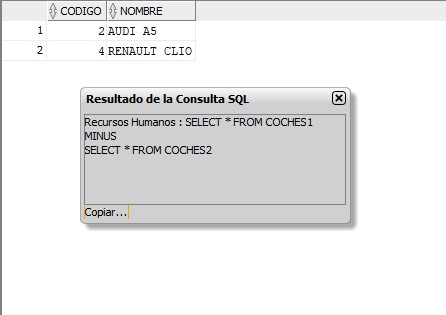 CODIGO NOMBRE
1 2 AUDI A5
2 4 RENAULT CLIO
Resultado de la Consulta SQL
Recursos Humanos : SELECT * FROM COCHES1
MINUS
SELECT * FROM COCHES2
Copiar...